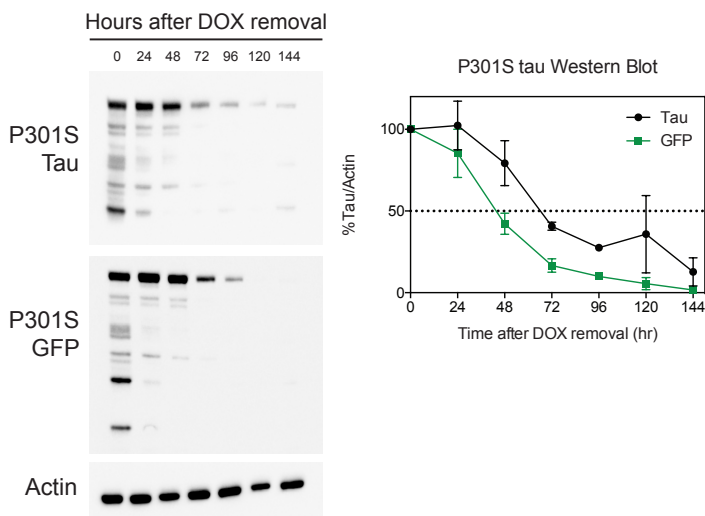 Hours after DOX removal
0 24 48 72 96 120 144
P301S
Tau
P301S
GFP
Actin
P301S tau Western Blot
%Tau/Actin
100
50
0
Tau
GFP
0 24 48 72 96 120 144
Time after DOX removal (hr)